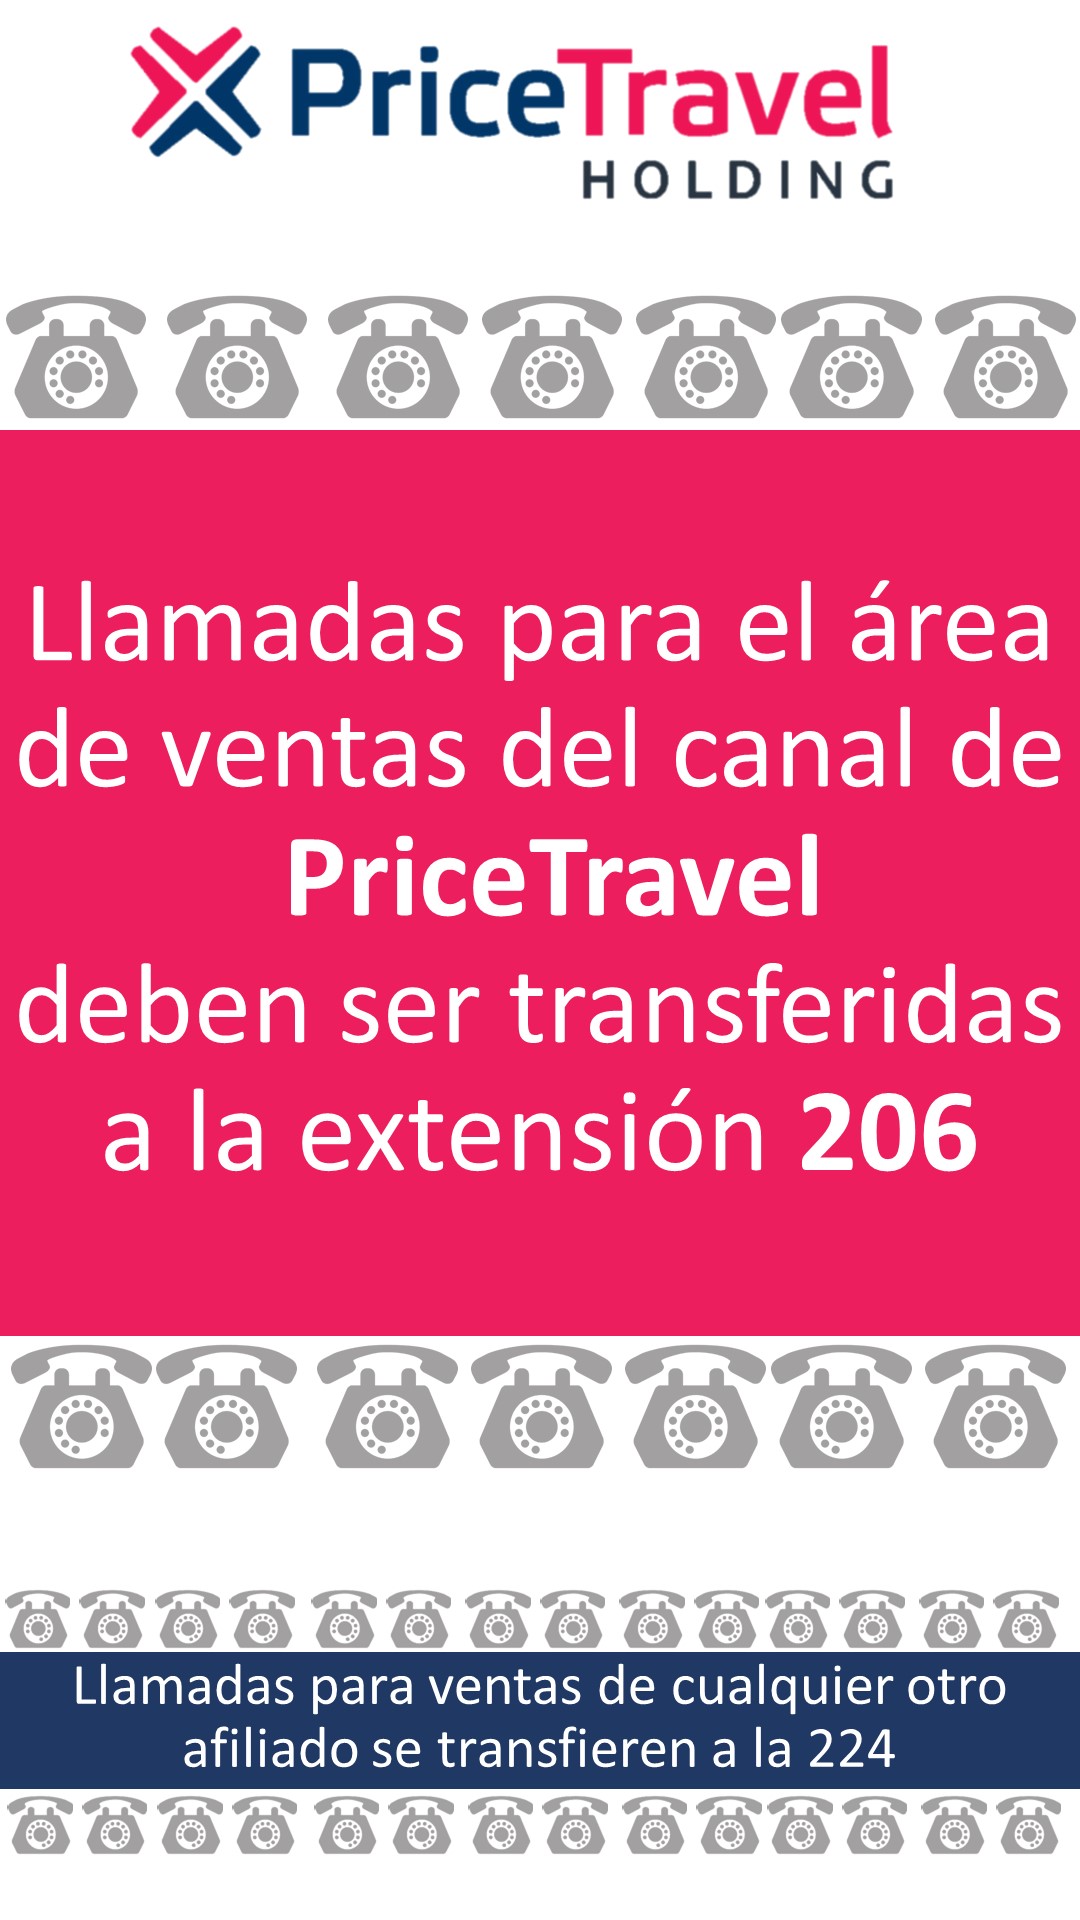 PriceTravel
HOLDING
Llamadas para el área
de ventas del canal de
PriceTravel
deben ser transferidas
a la extensión 206
Llamadas para ventas de cualquier otro
afiliado se transfieren a la 224